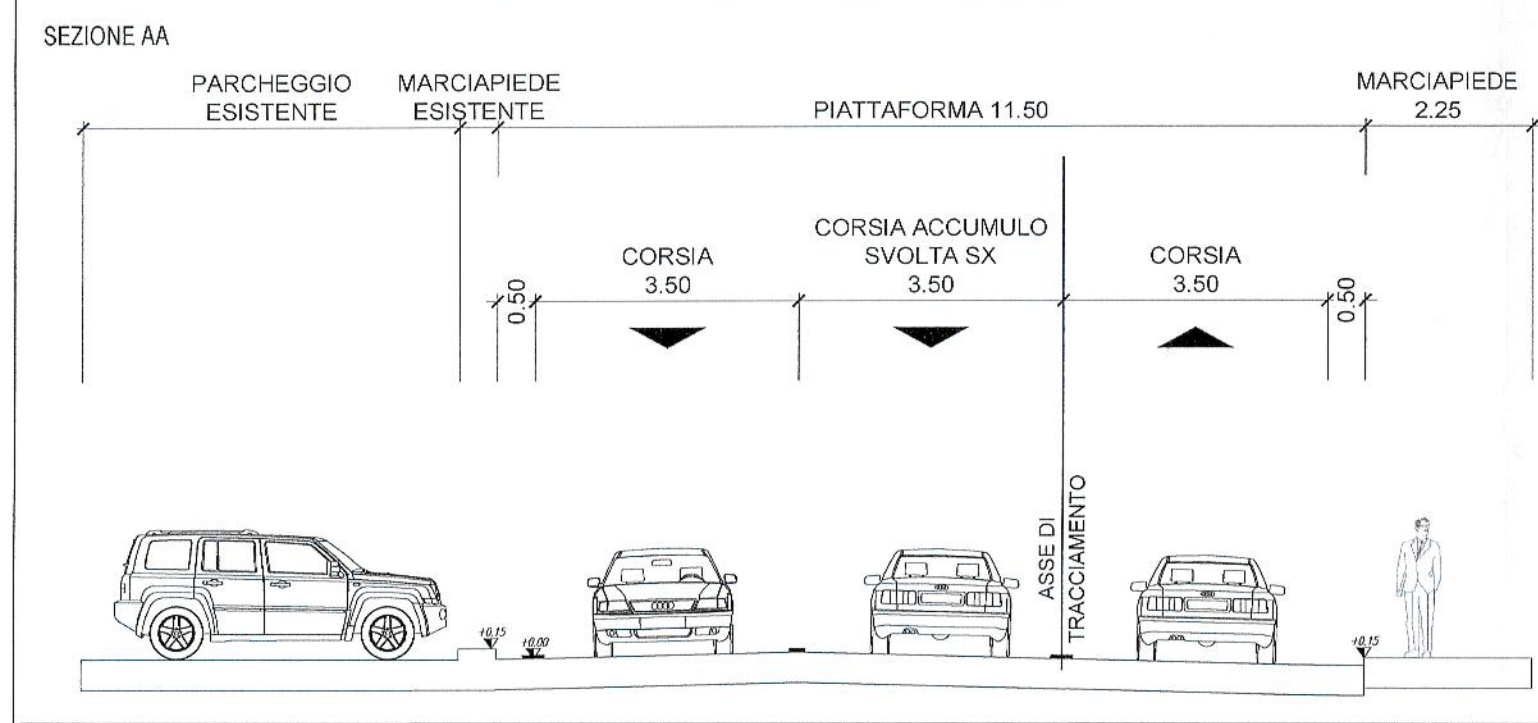 SEZIONE AA
PARCHEGGIO
ESISTENTE
MARCIAPIEDE
ESISTENTE
PIATTAFORMA 11.50
MARCIAPIEDE
2.25
0.50
CORSIA
3.50
CORSIA ACCUMULO
SVOLTA SX
3.50
CORSIA
3.50
0.50
ASSE DI
TRACCIAMENTO
+0.15
+0.00
+0.15